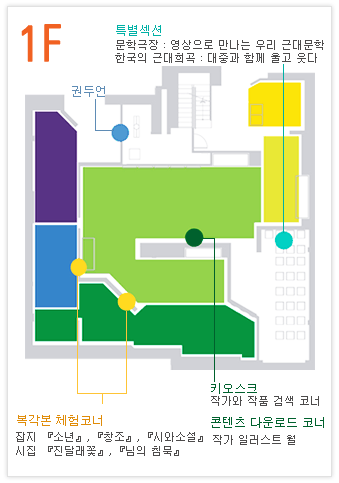 1F
특별섹션
문학극장 : 영상으로 만나는 우리 근대문학
한국의 근대희곡 : 대중과 함께 울고 웃다
권두언
키오스크
작가와 작품 검색 코너
복각본 체험코너
잡지 『소년』, 『창조』, 『시와소설』
시집 『진달래꽃』, 『님의 침묵』
콘텐츠 다운로드 코너
작가 일러스트 월